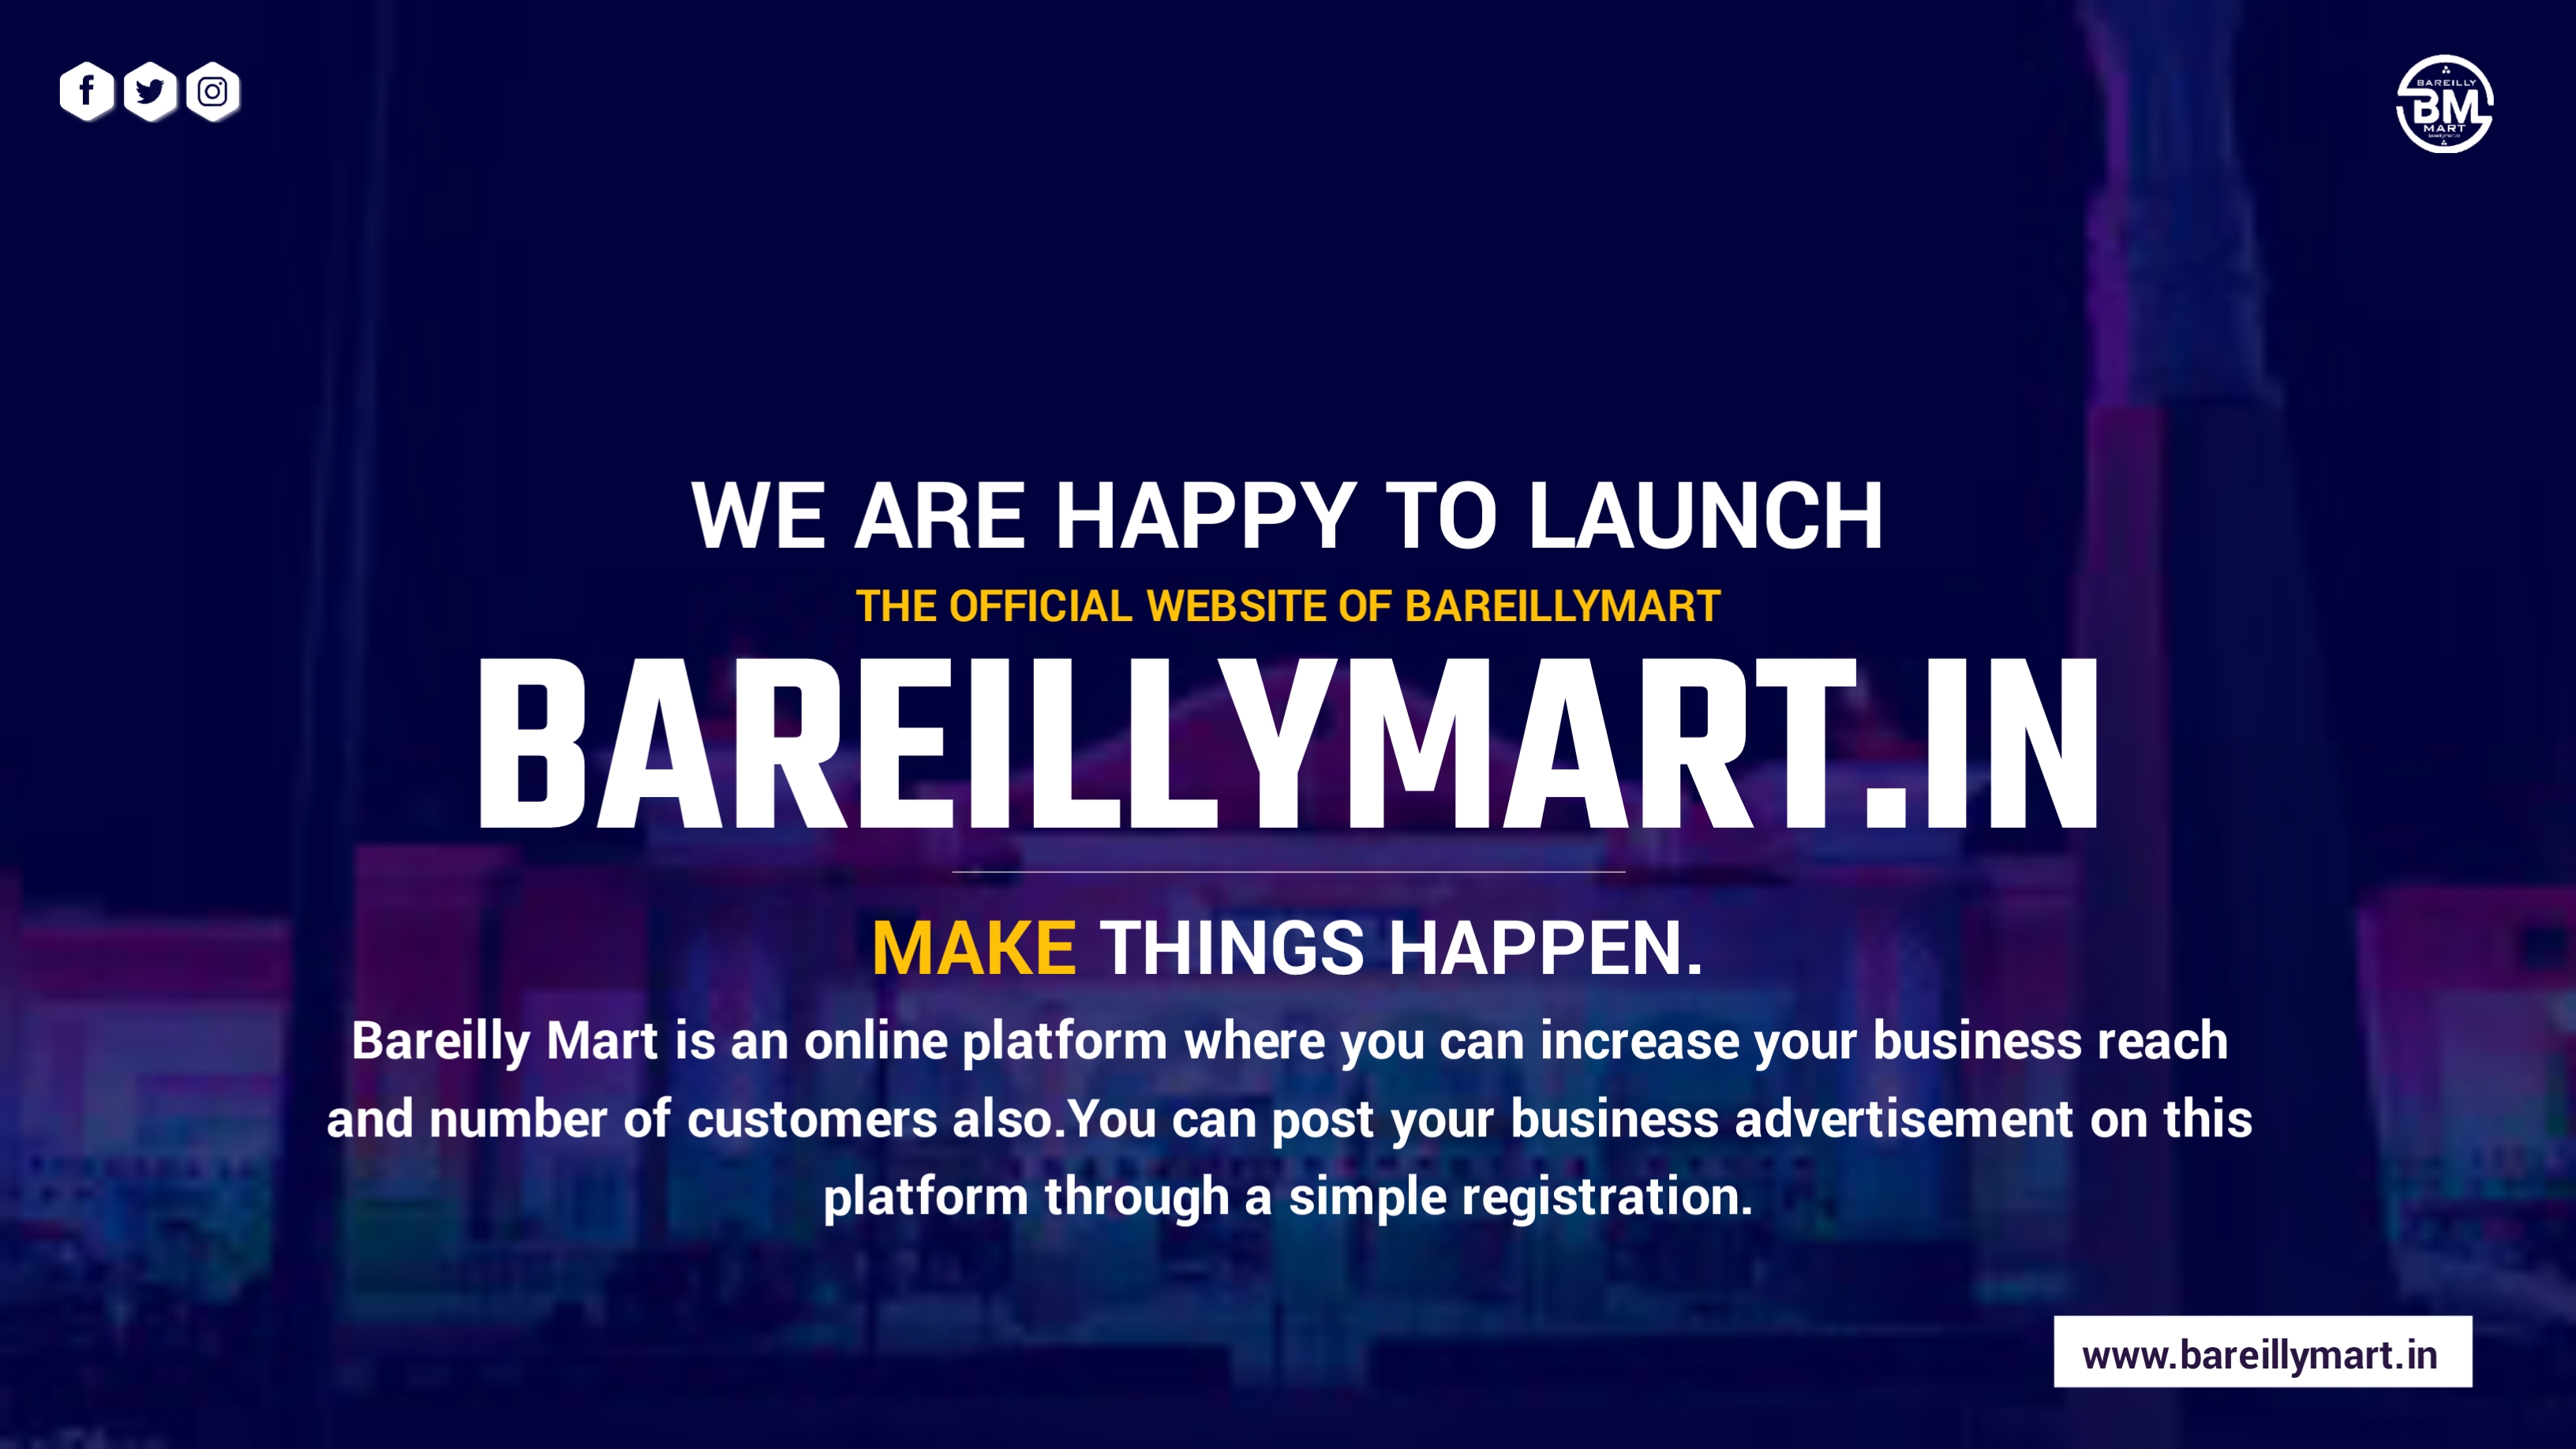 BAREILLY
BM
MART
WE ARE HAPPY TO LAUNCH
THE OFFICIAL WEBSITE OF BAREILLYMART
BAREILLYMART.IN
MAKE THINGS HAPPEN.
Bareilly Mart is an online platform where you can increase your business reach
and number of customers also.You can post your business advertisement on this
platform through a simple registration.
www.bareillymart.in